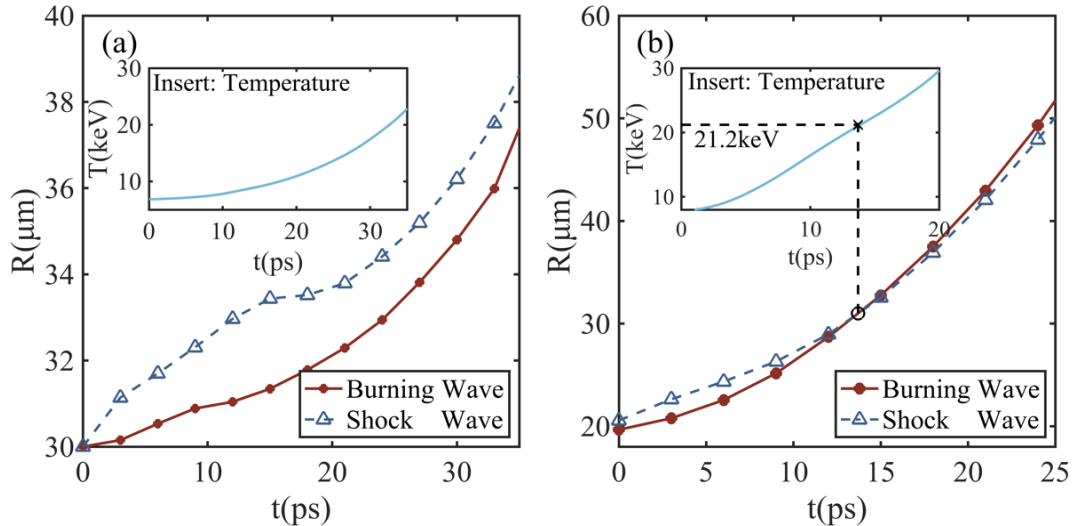 (a)
Insert: Temperature
T(keV)
30
20
10
0 10 20 30
t(ps)
R(μm)
40
38
36
34
32
30
0 10 20 30
t(ps)
Burning Wave
Shock Wave
(b)
Insert: Temperature
T(keV)
30
20
10
21.2keV
0 10 20
t(ps)
R(μm)
60
50
40
30
20
0 5 10 15 20 25
t(ps)
Burning Wave
Shock Wave